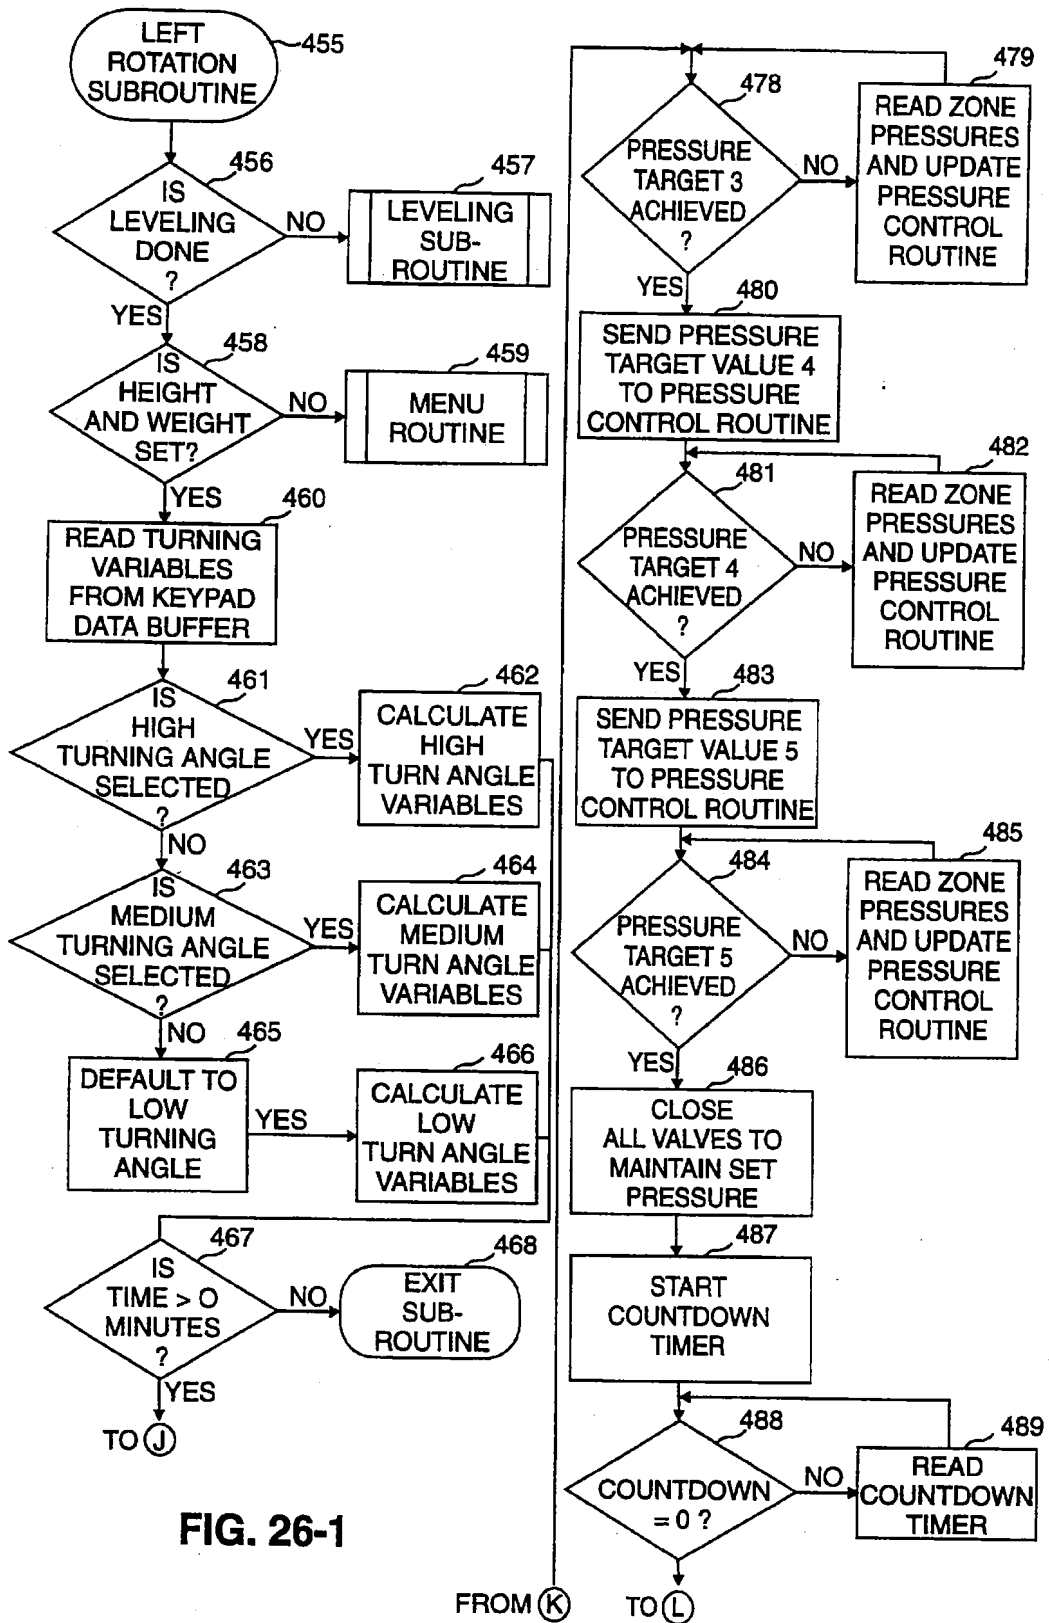 LEFT
ROTATION
SUBROUTINE
455
456
IS
LEVELING
DONE
?
NO
457
LEVELING
SUB-
ROUTINE
YES
458
IS
HEIGHT
AND WEIGHT
SET?
NO
459
MENU
ROUTINE
YES
460
READ TURNING
VARIABLES
FROM KEYPAD
DATA BUFFER
461
IS
HIGH
TURNING ANGLE
SELECTED
?
YES
462
CALCULATE
HIGH
TURN ANGLE
VARIABLES
NO
463
IS
MEDIUM
TURNING ANGLE
SELECTED
?
YES
464
CALCULATE
MEDIUM
TURN ANGLE
VARIABLES
NO
465
DEFAULT TO
LOW
TURNING
ANGLE
YES
466
CALCULATE
LOW
TURN ANGLE
VARIABLES
467
IS
TIME > O
MINUTES
?
NO
468
EXIT
SUB-
ROUTINE
YES
TO J
FIG. 26-1
FROM K
478
PRESSURE
TARGET 3
ACHIEVED
?
NO
479
READ ZONE
PRESSURES
AND UPDATE
PRESSURE
CONTROL
ROUTINE
YES
480
SEND PRESSURE
TARGET VALUE 4
TO PRESSURE
CONTROL ROUTINE
481
PRESSURE
TARGET 4
ACHIEVED
?
NO
482
READ ZONE
PRESSURES
AND UPDATE
PRESSURE
CONTROL
ROUTINE
YES
483
SEND PRESSURE
TARGET VALUE 5
TO PRESSURE
CONTROL ROUTINE
484
PRESSURE
TARGET 5
ACHIEVED
?
NO
485
READ ZONE
PRESSURES
AND UPDATE
PRESSURE
CONTROL
ROUTINE
YES
486
CLOSE
ALL VALVES TO
MAINTAIN SET
PRESSURE
487
START
COUNTDOWN
TIMER
488
COUNTDOWN
= 0 ?
NO
489
READ
COUNTDOWN
TIMER
TO L